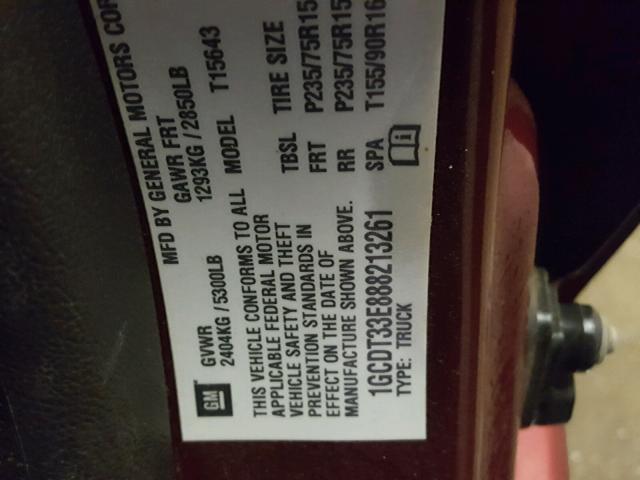 MFD BY GENERAL MOTORS COR
GVWR GAWR FRT
2404KG / 5300LB 1293KG / 2850LB
GM
THIS VEHICLE CONFORMS TO ALL
APPLICABLE FEDERAL MOTOR
VEHICLE SAFETY AND THEFT
PREVENTION STANDARDS IN
EFFECT ON THE DATE OF
MANUFACTURE SHOWN ABOVE.
1GCDT33E888213261
TYPE: TRUCK
MODEL T15643
TBSL TIRE SIZE
FRT P235/75R15
RR P235/75R15
SPA T155/90R16